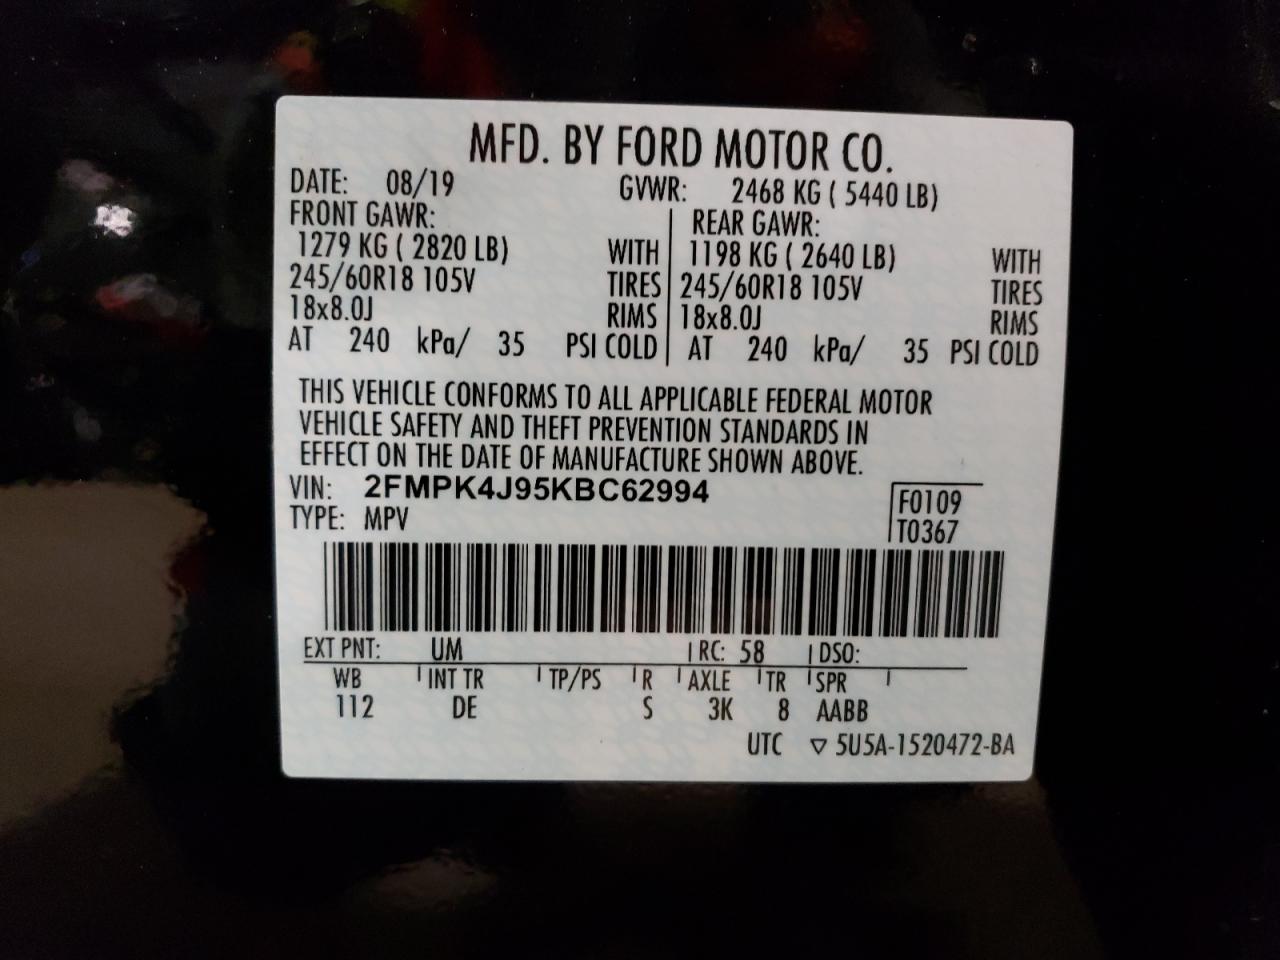 MFD. BY FORD MOTOR CO.
DATE: 08/19 GVWR: 2468 KG ( 5440 LB)
FRONT GAWR: REAR GAWR:
1279 KG ( 2820 LB) WITH 1198 KG ( 2640 LB) WITH
245/60R18 105V TIRES 245/60R18 105V TIRES
18x8.0J RIMS 18x8.0J RIMS
AT 240 kPa/ 35 PSI COLD AT 240 kPa/ 35 PSI COLD
THIS VEHICLE CONFORMS TO ALL APPLICABLE FEDERAL MOTOR
VEHICLE SAFETY AND THEFT PREVENTION STANDARDS IN
EFFECT ON THE DATE OF MANUFACTURE SHOWN ABOVE.
VIN: 2FMPK4J95KBC62994 F0109
TYPE: MPV T0367
EXT PNT: UM RC: 58 DSO:
WB INT TR TP/PS R AXLE TR SPR
112 DE S 3K 8 AABB
UTC ▽ 5U5A-1520472-BA